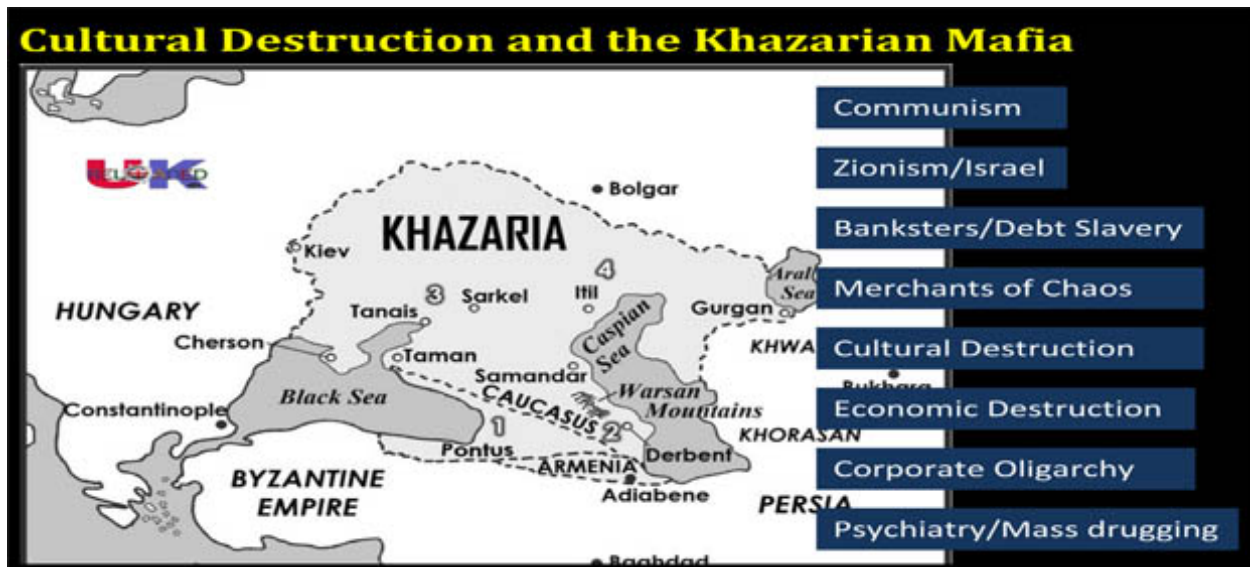 Cultural Destruction and the Khazarian Mafia
Communism
Zionism/Israel
Banksters/Debt Slavery
Merchants of Chaos
Cultural Destruction
Economic Destruction
Corporate Oligarchy
Psychiatry/Mass drugging
UK
Bolgar
KHAZARIA
Kiev
4
Aral
Sea
3
Sarkel
Itil
HUNGARY
Tanais
Gurgan
Caspian
Sea
Cherson
Taman
KHWA
Samandar
Black Sea
CAUCASUS
Warsan
Mountains
Constantinople
1
2
KHORASAN
Pontus
ARMENIA
Derbent
BYZANTINE
EMPIRE
Adiabene
PERSIA
Baghdad